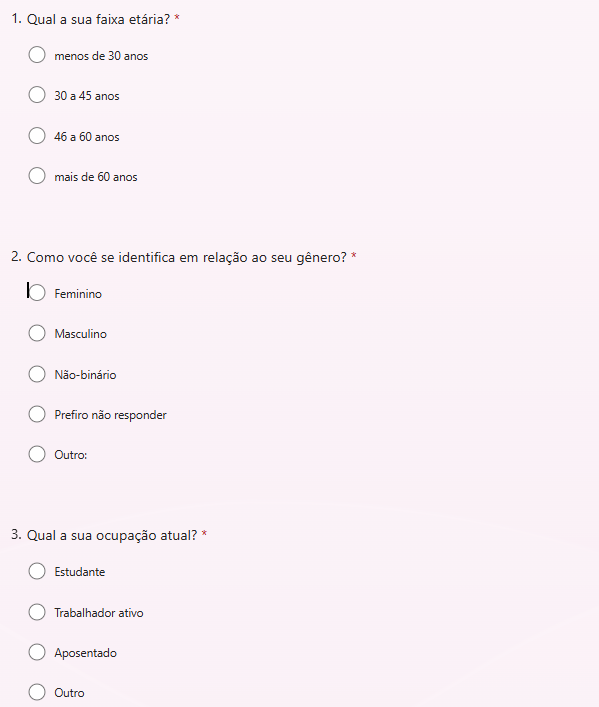 1. Qual a sua faixa etária? *
menos de 30 anos
30 a 45 anos
46 a 60 anos
mais de 60 anos
2. Como você se identifica em relação ao seu gênero? *
Feminino
Masculino
Não-binário
Prefiro não responder
Outro:
3. Qual a sua ocupação atual? *
Estudante
Trabalhador ativo
Aposentado
Outro